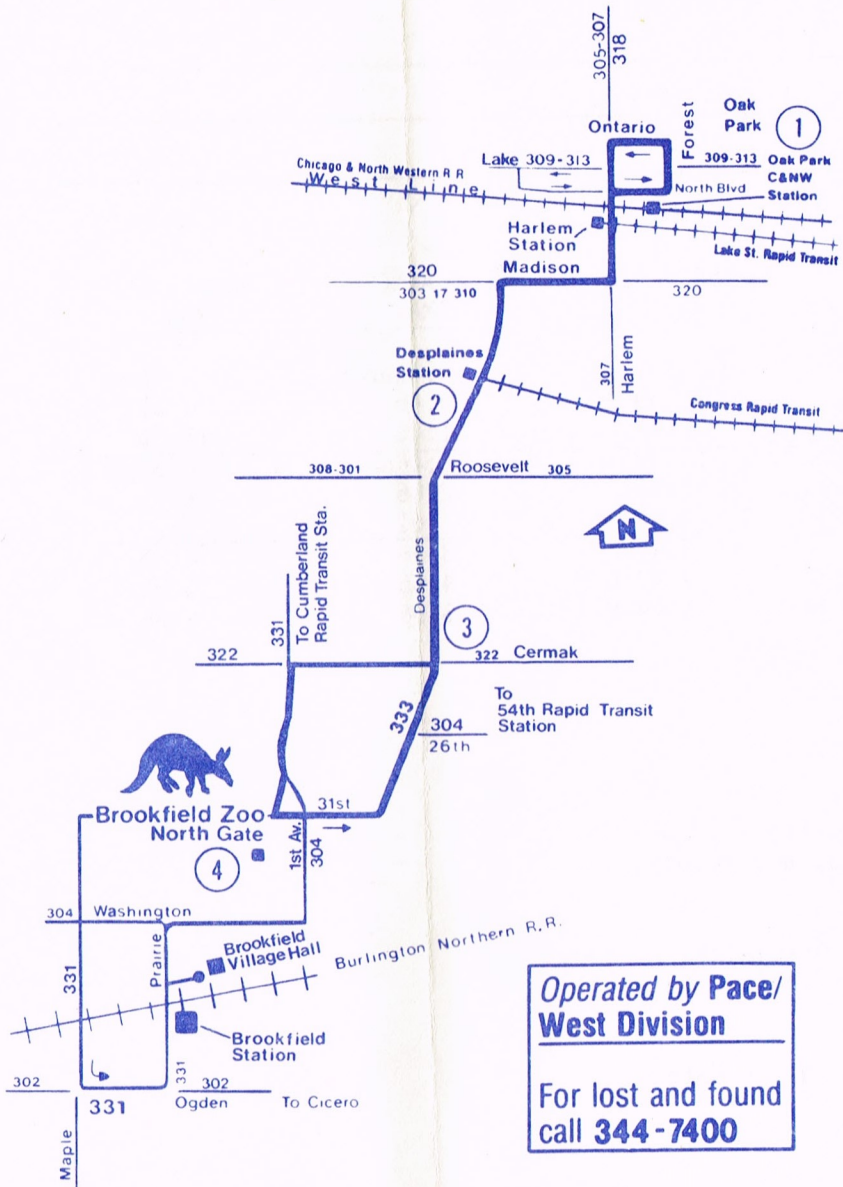 305-307
318
Ontario
Forest
Oak
Park
1
Chicago & North Western R R
West Line
Lake 309-313
309-313
Oak Park
C&NW
Station
North Blvd
Harlem
Station
Lake St. Rapid Transit
320
Madison
303 17 310
320
307
Harlem
Desplaines
Station
2
Congress Rapid Transit
308-301
Roosevelt 305
N
To Cumberland
Rapid Transit Sta.
331
Desplaines
3
322
322 Cermak
333
To
54th Rapid Transit
Station
304
26th
Brookfield Zoo
North Gate
31st
4
1st Av.
304
304 Washington
331
Prairie
Brookfield
Village Hall
Burlington Northern R.R.
Brookfield
Station
302
331
331
302
Ogden
To Cicero
Maple
Operated by Pace/
West Division
For lost and found
call 344-7400